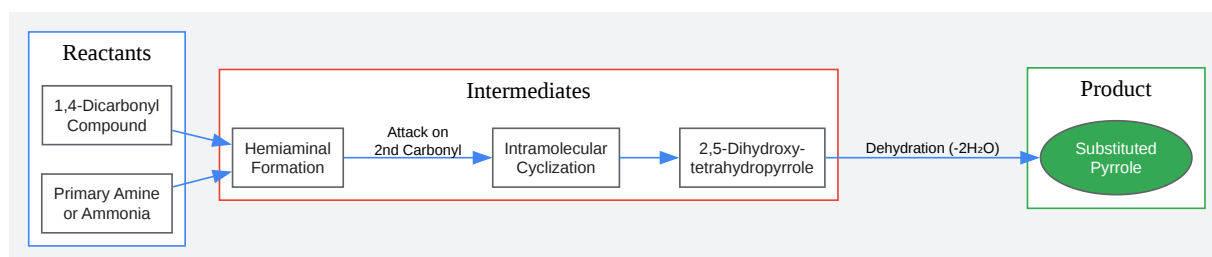 Reactants
1,4-Dicarbonyl
Compound
Primary Amine
or Ammonia
Intermediates
Hemiaminal
Formation
Attack on
2nd Carbonyl
Intramolecular
Cyclization
2,5-Dihydroxy-
tetrahydropyrrole
Dehydration (-2H₂O)
Product
Substituted
Pyrrole